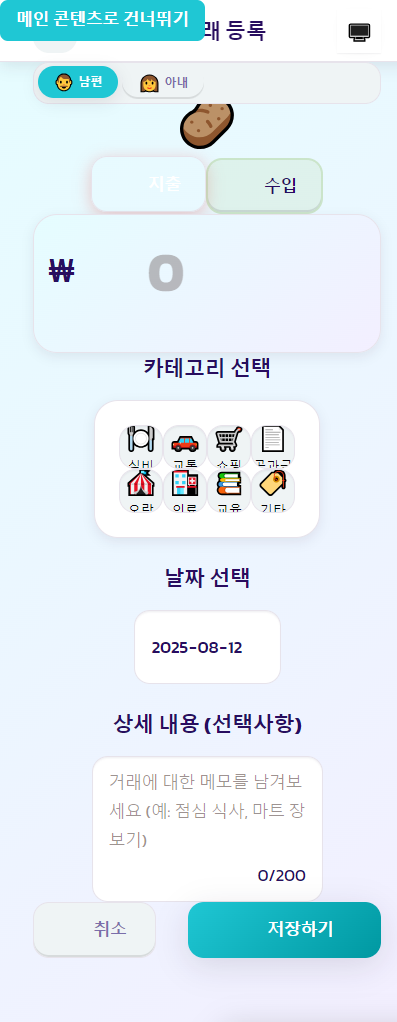 메인 콘텐츠로 건너뛰기
래 등록
남편
아내
지출
수입
₩
0
카테고리 선택
식비 교통 쇼핑 공과금
오락 의료 교육 기타
날짜 선택
2025-08-12
상세 내용 (선택사항)
거래에 대한 메모를 남겨보
세요 (예: 점심 식사, 마트 장
보기)
0/200
취소
저장하기